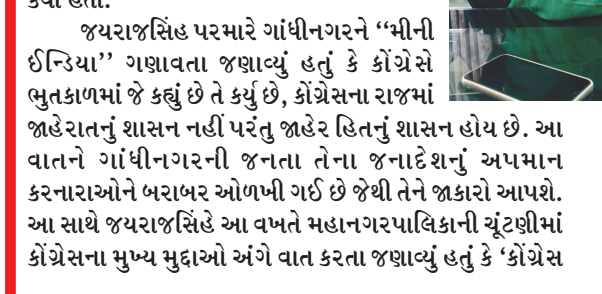 કર્યા હતા.
જયરાજસિંહ પરમારે ગાંધીનગરને ‘‘મીની
ઈન્ડિયા’’ ગણાવતા જણાવ્યું હતું કે કોંગ્રેસે
ભુતકાળમાં જે કહ્યું છે તે કર્યુ છે, કોંગ્રેસના રાજમાં
જાહેરાતનું શાસન નહીં પરંતુ જાહેર હિતનું શાસન હોય છે. આ
વાતને ગાંધીનગરની જનતા તેના જનાદેશનું અપમાન
કરનારાઓને બરાબર ઓળખી ગઈ છે જેથી તેને જાકારો આપશે.
આ સાથે જયરાજસિંહે આ વખતે મહાનગરપાલિકાની ચૂંટણીમાં
કોંગ્રેસના મુખ્ય મુદ્દાઓ અંગે વાત કરતા જણાવ્યું હતું કે ‘કોંગ્રેસ